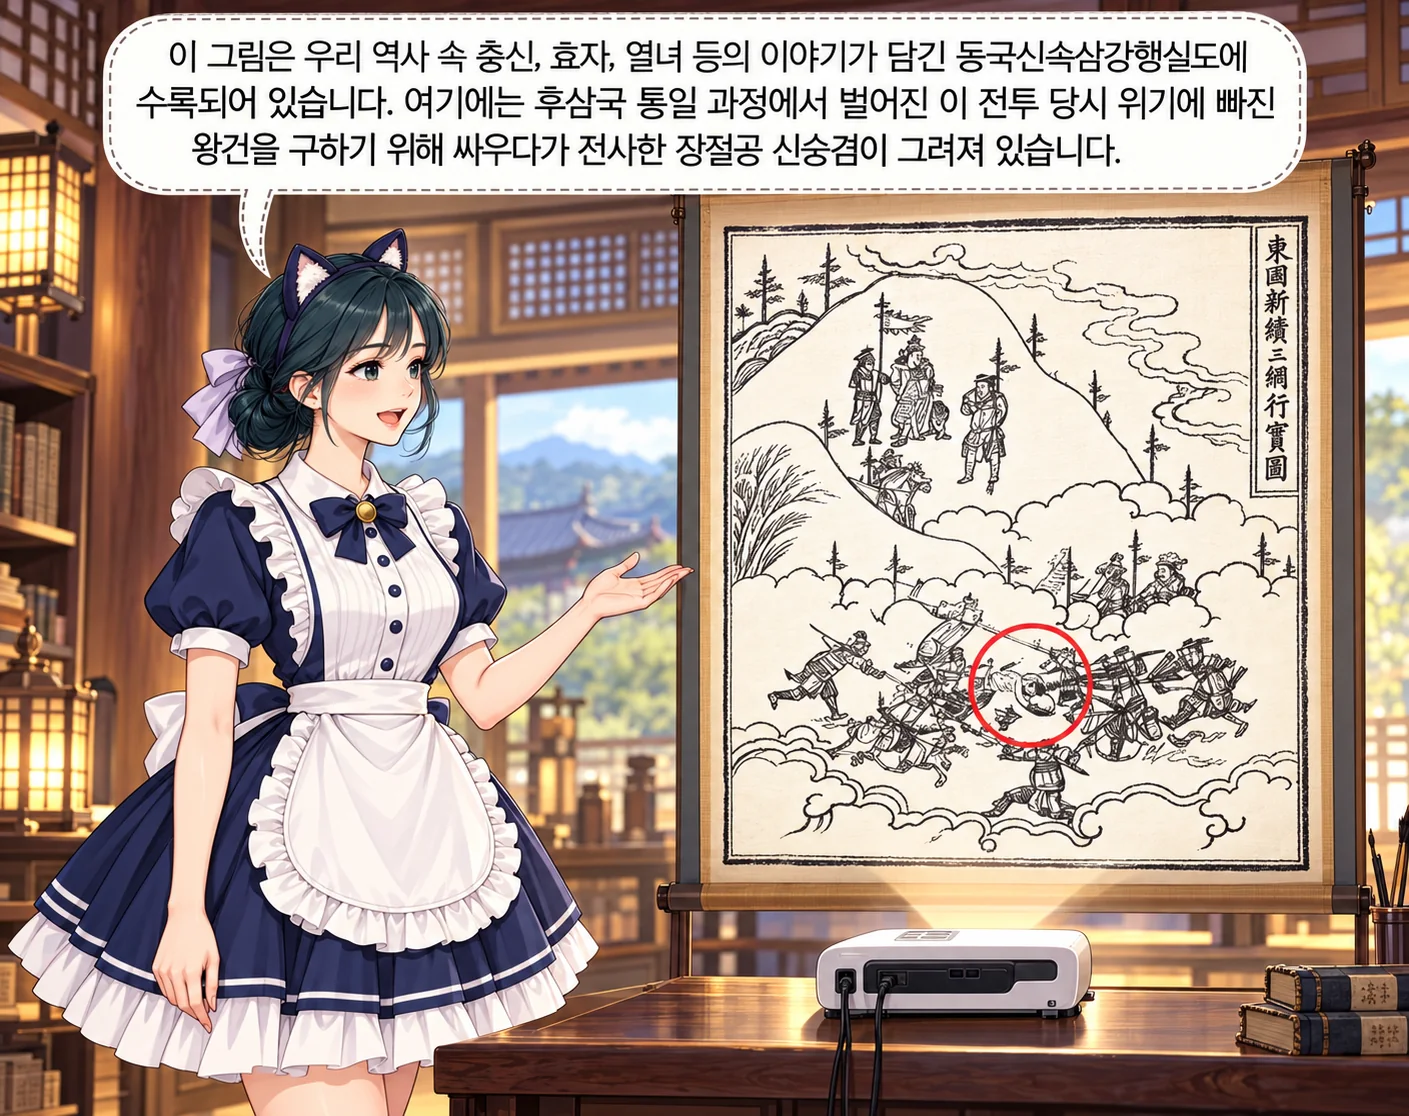 이 그림은 우리 역사 속 충신, 효자, 열녀 등의 이야기가 담긴 동국신속삼강행실도에
수록되어 있습니다. 여기에는 후삼국 통일 과정에서 벌어진 이 전투 당시 위기에 빠진
왕건을 구하기 위해 싸우다가 전사한 장절공 신숭겸이 그려져 있습니다.
東國新續三綱行實圖